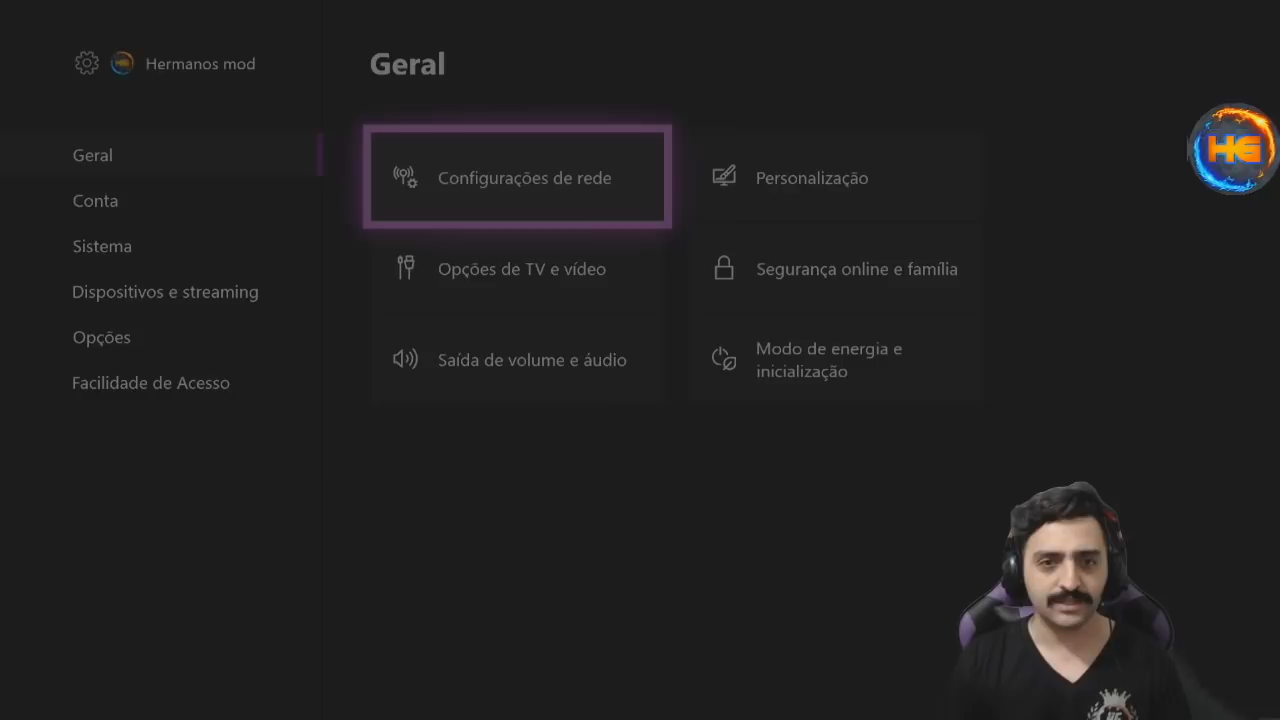 Hermanos mod
Geral
Geral
Conta
Sistema
Dispositivos e streaming
Opções
Facilidade de Acesso
Configurações de rede
Personalização
Opções de TV e vídeo
Segurança online e família
Saída de volume e áudio
Modo de energia e
inicialização
HG
HG